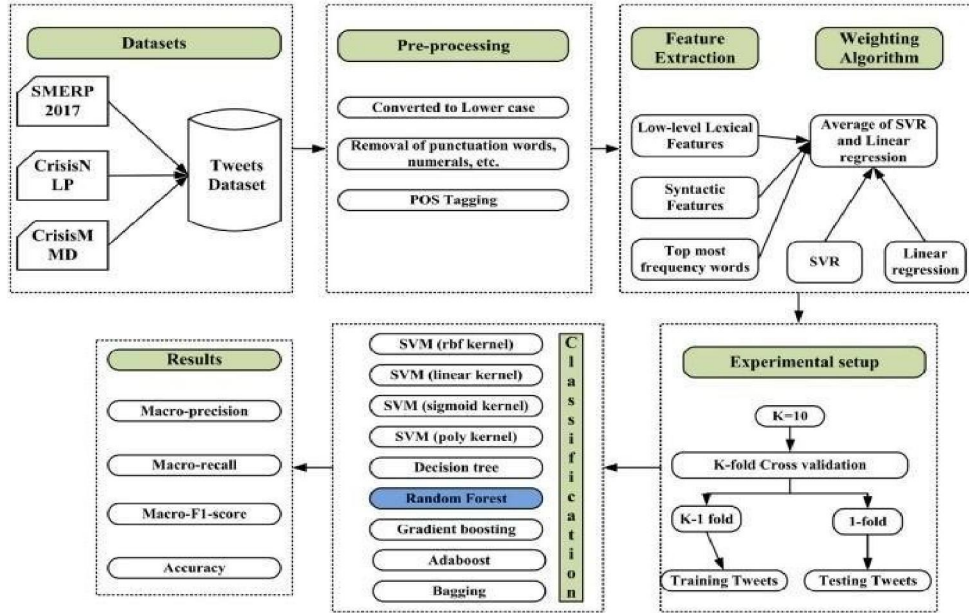 Datasets
SMERP
2017
CrisisN
LP
CrisisM
MD
Tweets
Dataset
Pre-processing
Converted to Lower case
Removal of punctuation words,
numerals, etc.
POS Tagging
Feature
Extraction
Weighting
Algorithm
Low-level Lexical
Features
Syntactic
Features
Top most
frequency words
Average of SVR
and Linear
regression
SVR
Linear
regression
Experimental setup
K=10
K-fold Cross validation
K-1 fold
1-fold
Training Tweets
Testing Tweets
Classification
SVM (rbf kernel)
SVM (linear kernel)
SVM (sigmoid kernel)
SVM (poly kernel)
Decision tree
Random Forest
Gradient boosting
Adaboost
Bagging
Results
Macro-precision
Macro-recall
Macro-F1-score
Accuracy